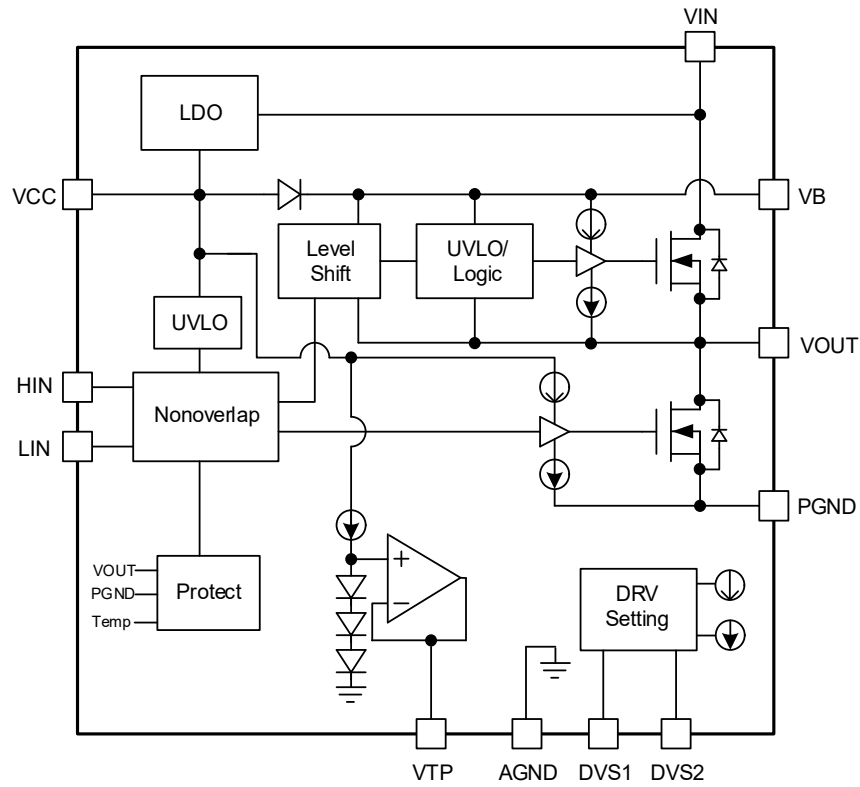 VIN
LDO
VCC
VB
Level
Shift
UVLO/
Logic
UVLO
VOUT
HIN
Nonoverlap
LIN
PGND
+
VOUT
PGND
Temp
Protect
−
DRV
Setting
VTP
AGND
DVS1
DVS2